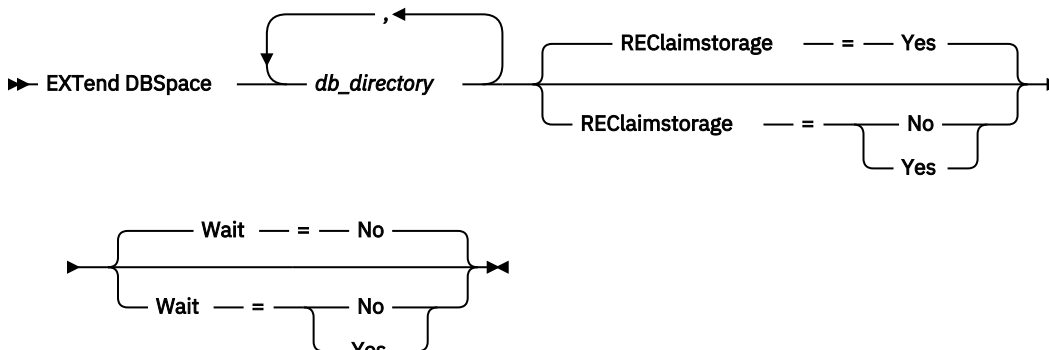 ,
REClaimstorage = Yes
EXTend DBSpace db_directory
REClaimstorage = No
Yes
Wait = No
Wait = No
Yes